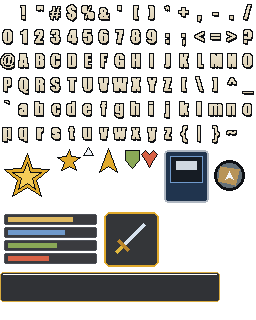 ! " # $ % & ' ( ) * + , - . /
0 1 2 3 4 5 6 7 8 9 : ; < = > ?
@ A B C D E F G H I J K L M N O
P Q R S T U V W X Y Z [ \ ] ^ _
` a b c d e f g h i j k l m n o
p q r s t u v w x y z { | } ~